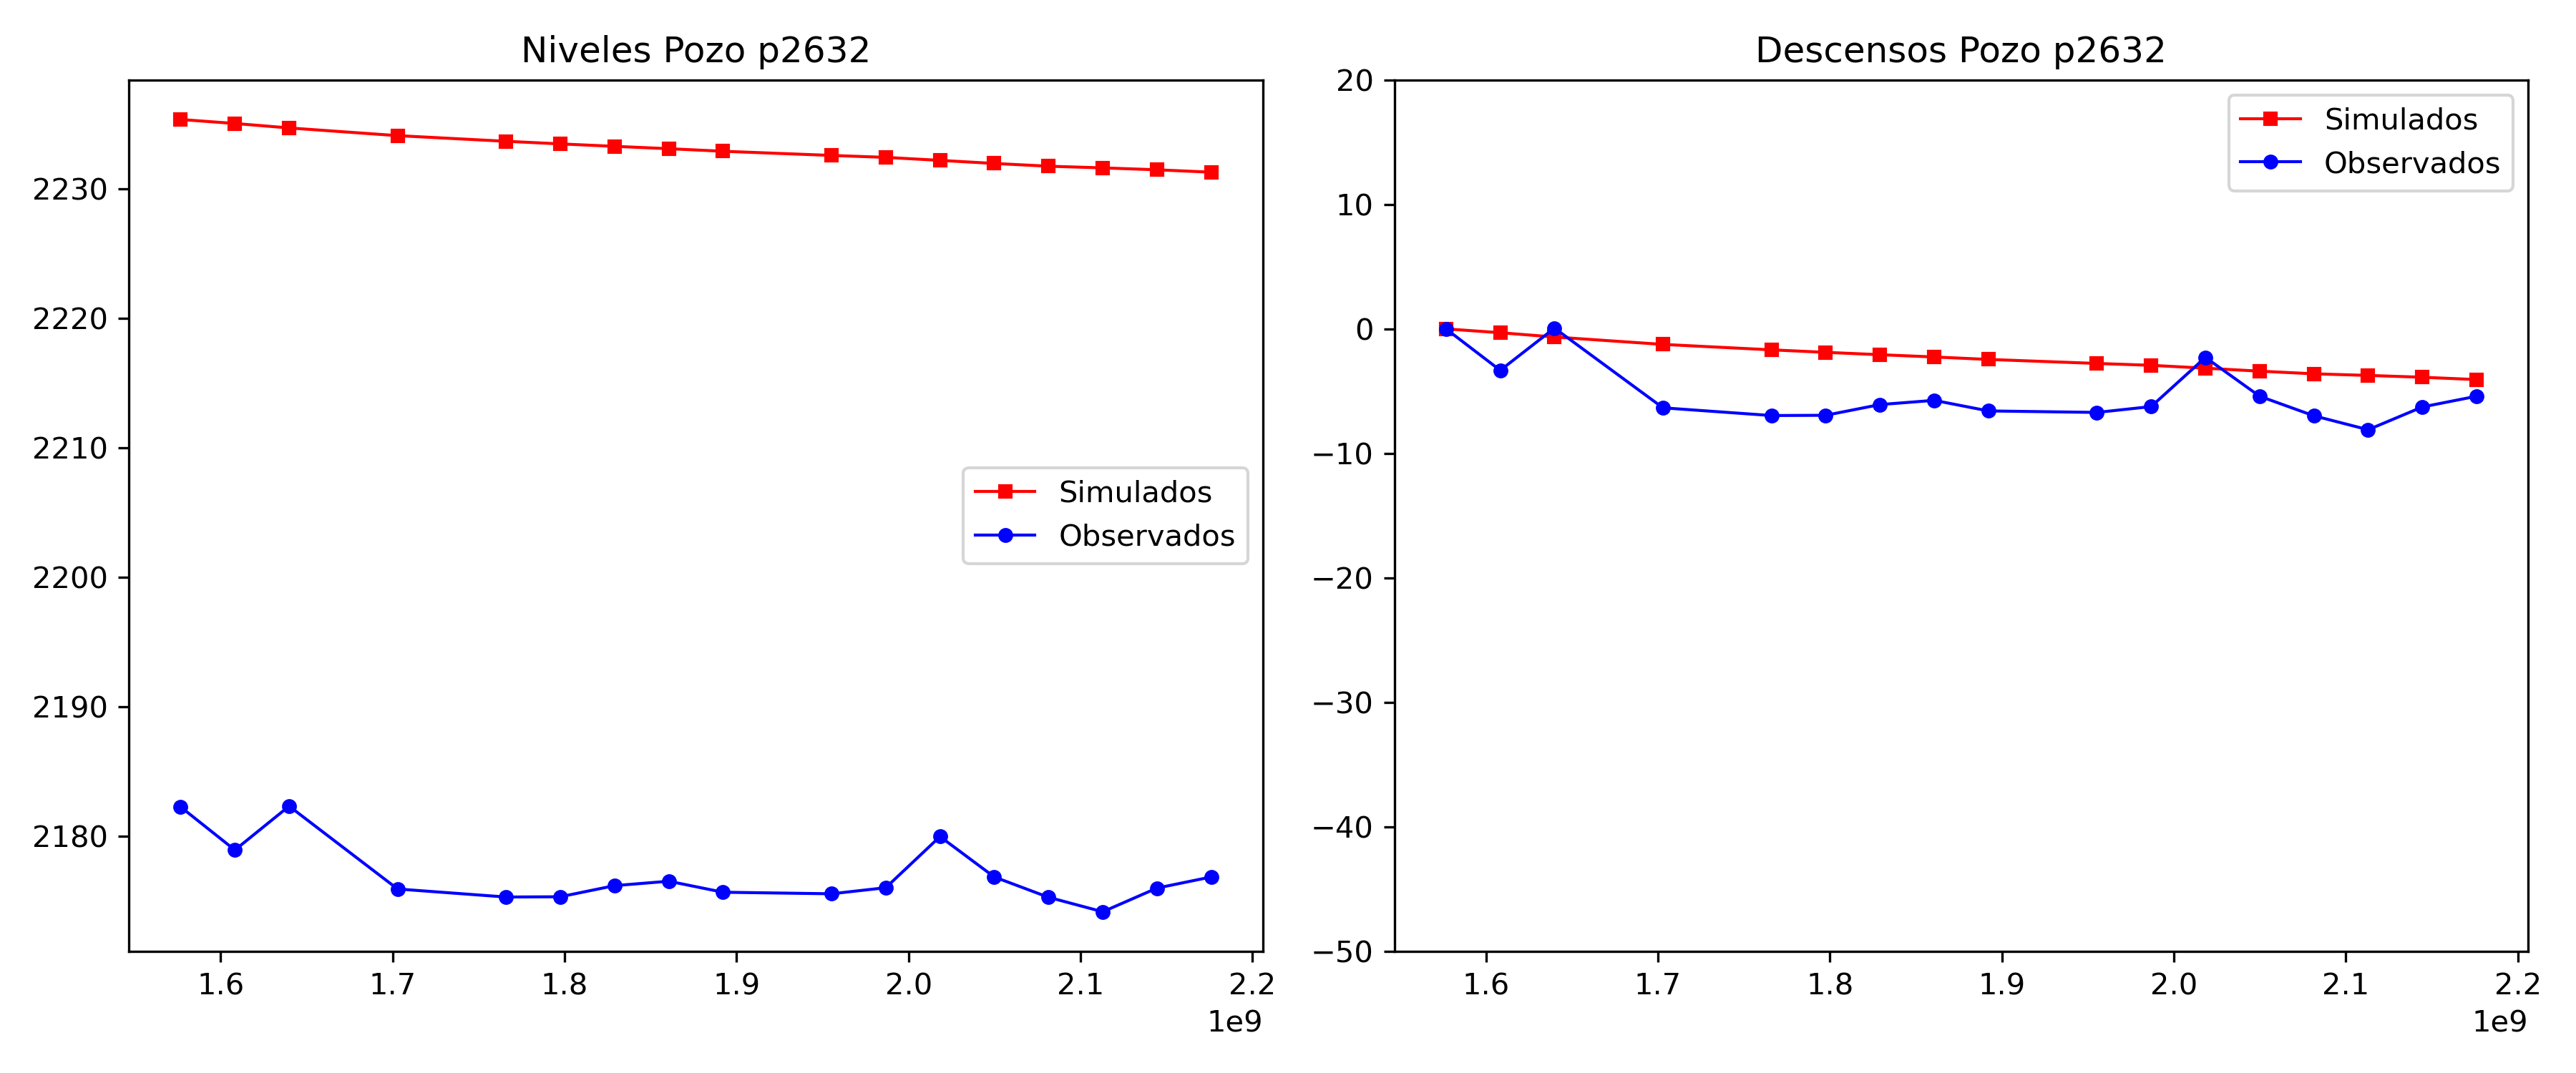 Niveles Pozo p2632
2230
2220
2210
2200
2190
2180
1.6 1.7 1.8 1.9 2.0 2.1 2.2
1e9
Simulados
Observados
Descensos Pozo p2632
20
10
0
−10
−20
−30
−40
−50
1.6 1.7 1.8 1.9 2.0 2.1 2.2
1e9
Simulados
Observados